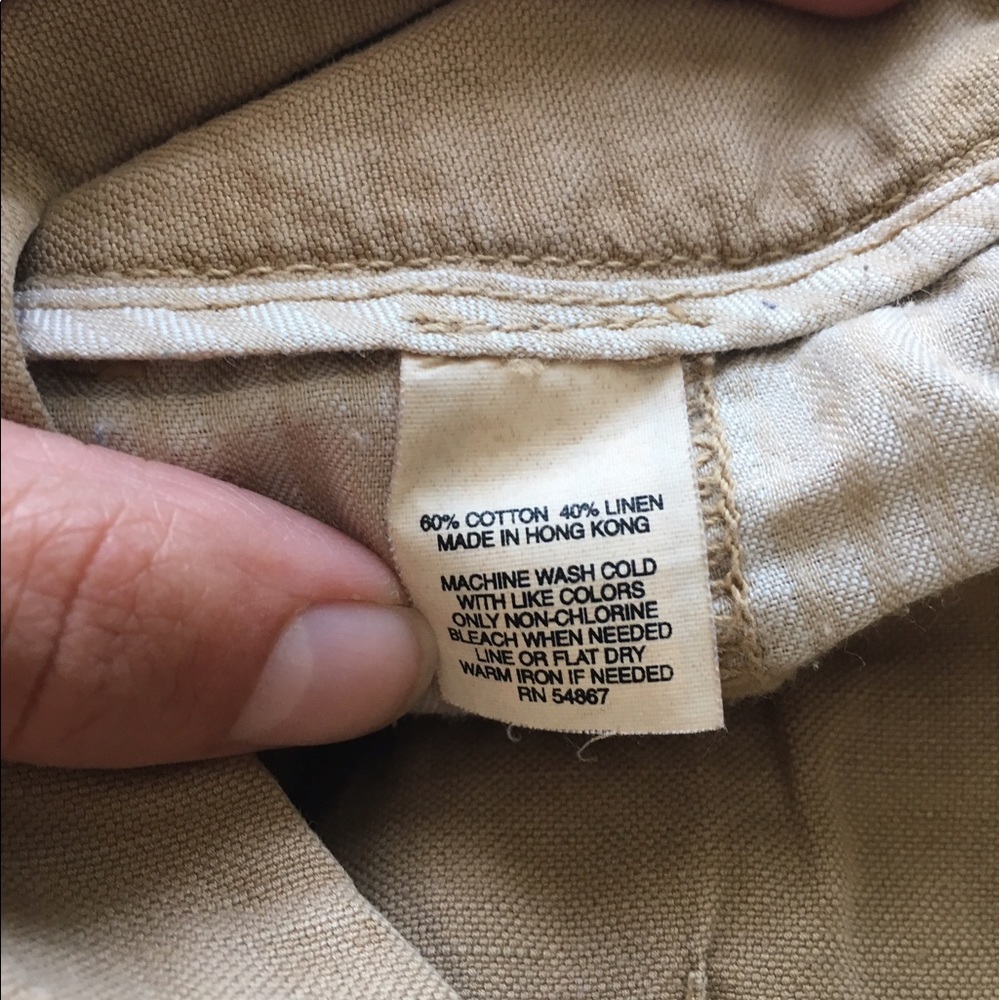 60% COTTON 40% LINEN
MADE IN HONG KONG
MACHINE WASH COLD
WITH LIKE COLORS
ONLY NON-CHLORINE
BLEACH WHEN NEEDED
LINE OR FLAT DRY
WARM IRON IF NEEDED
RN 54867